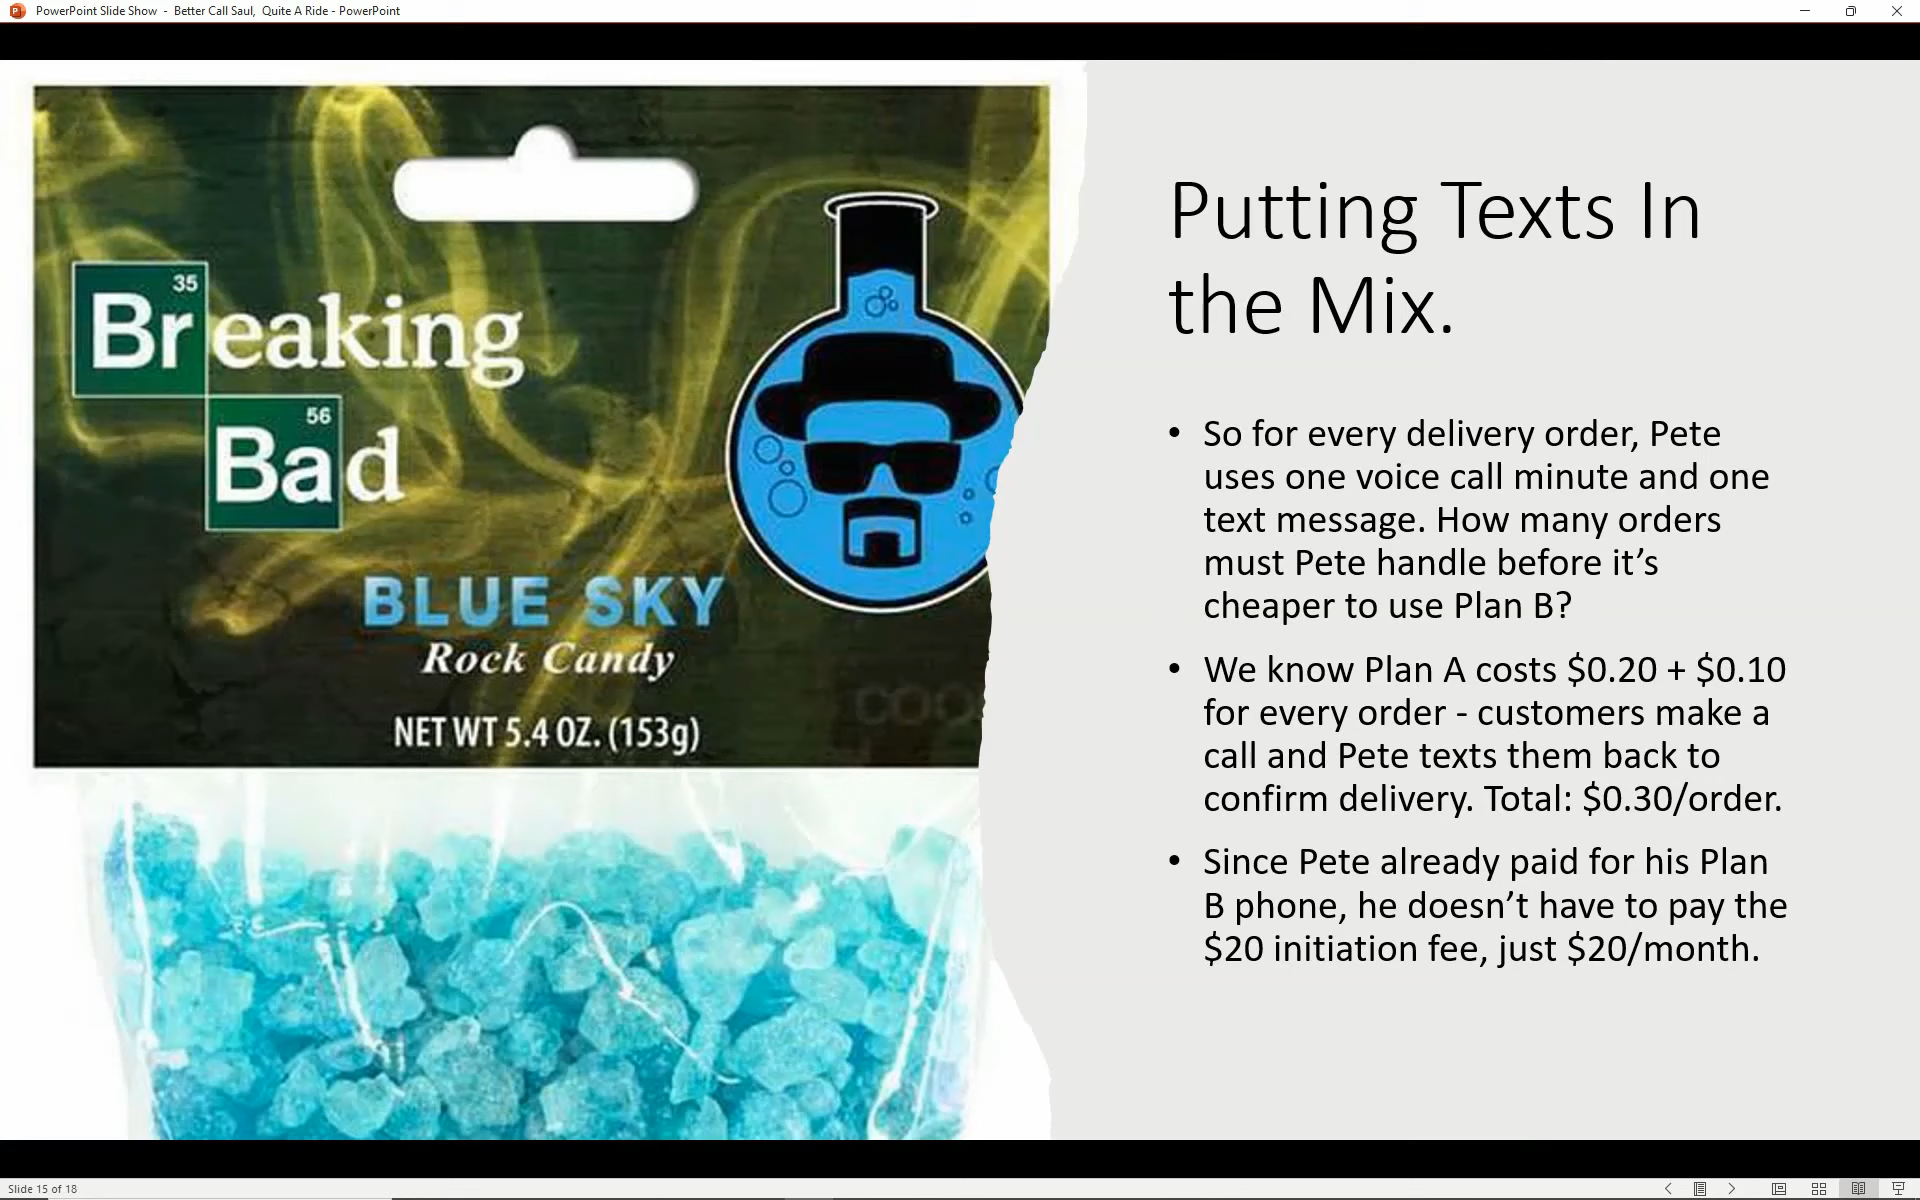 PowerPoint Slide Show - Better Call Saul, Quite A Ride - PowerPoint
35
Breaking
56
Bad
BLUE SKY
Rock Candy
NET WT 5.4 OZ. (153g)
Putting Texts In
the Mix.
• So for every delivery order, Pete
uses one voice call minute and one
text message. How many orders
must Pete handle before it’s
cheaper to use Plan B?
• We know Plan A costs $0.20 + $0.10
for every order - customers make a
call and Pete texts them back to
confirm delivery. Total: $0.30/order.
• Since Pete already paid for his Plan
B phone, he doesn’t have to pay the
$20 initiation fee, just $20/month.
Slide 15 of 18